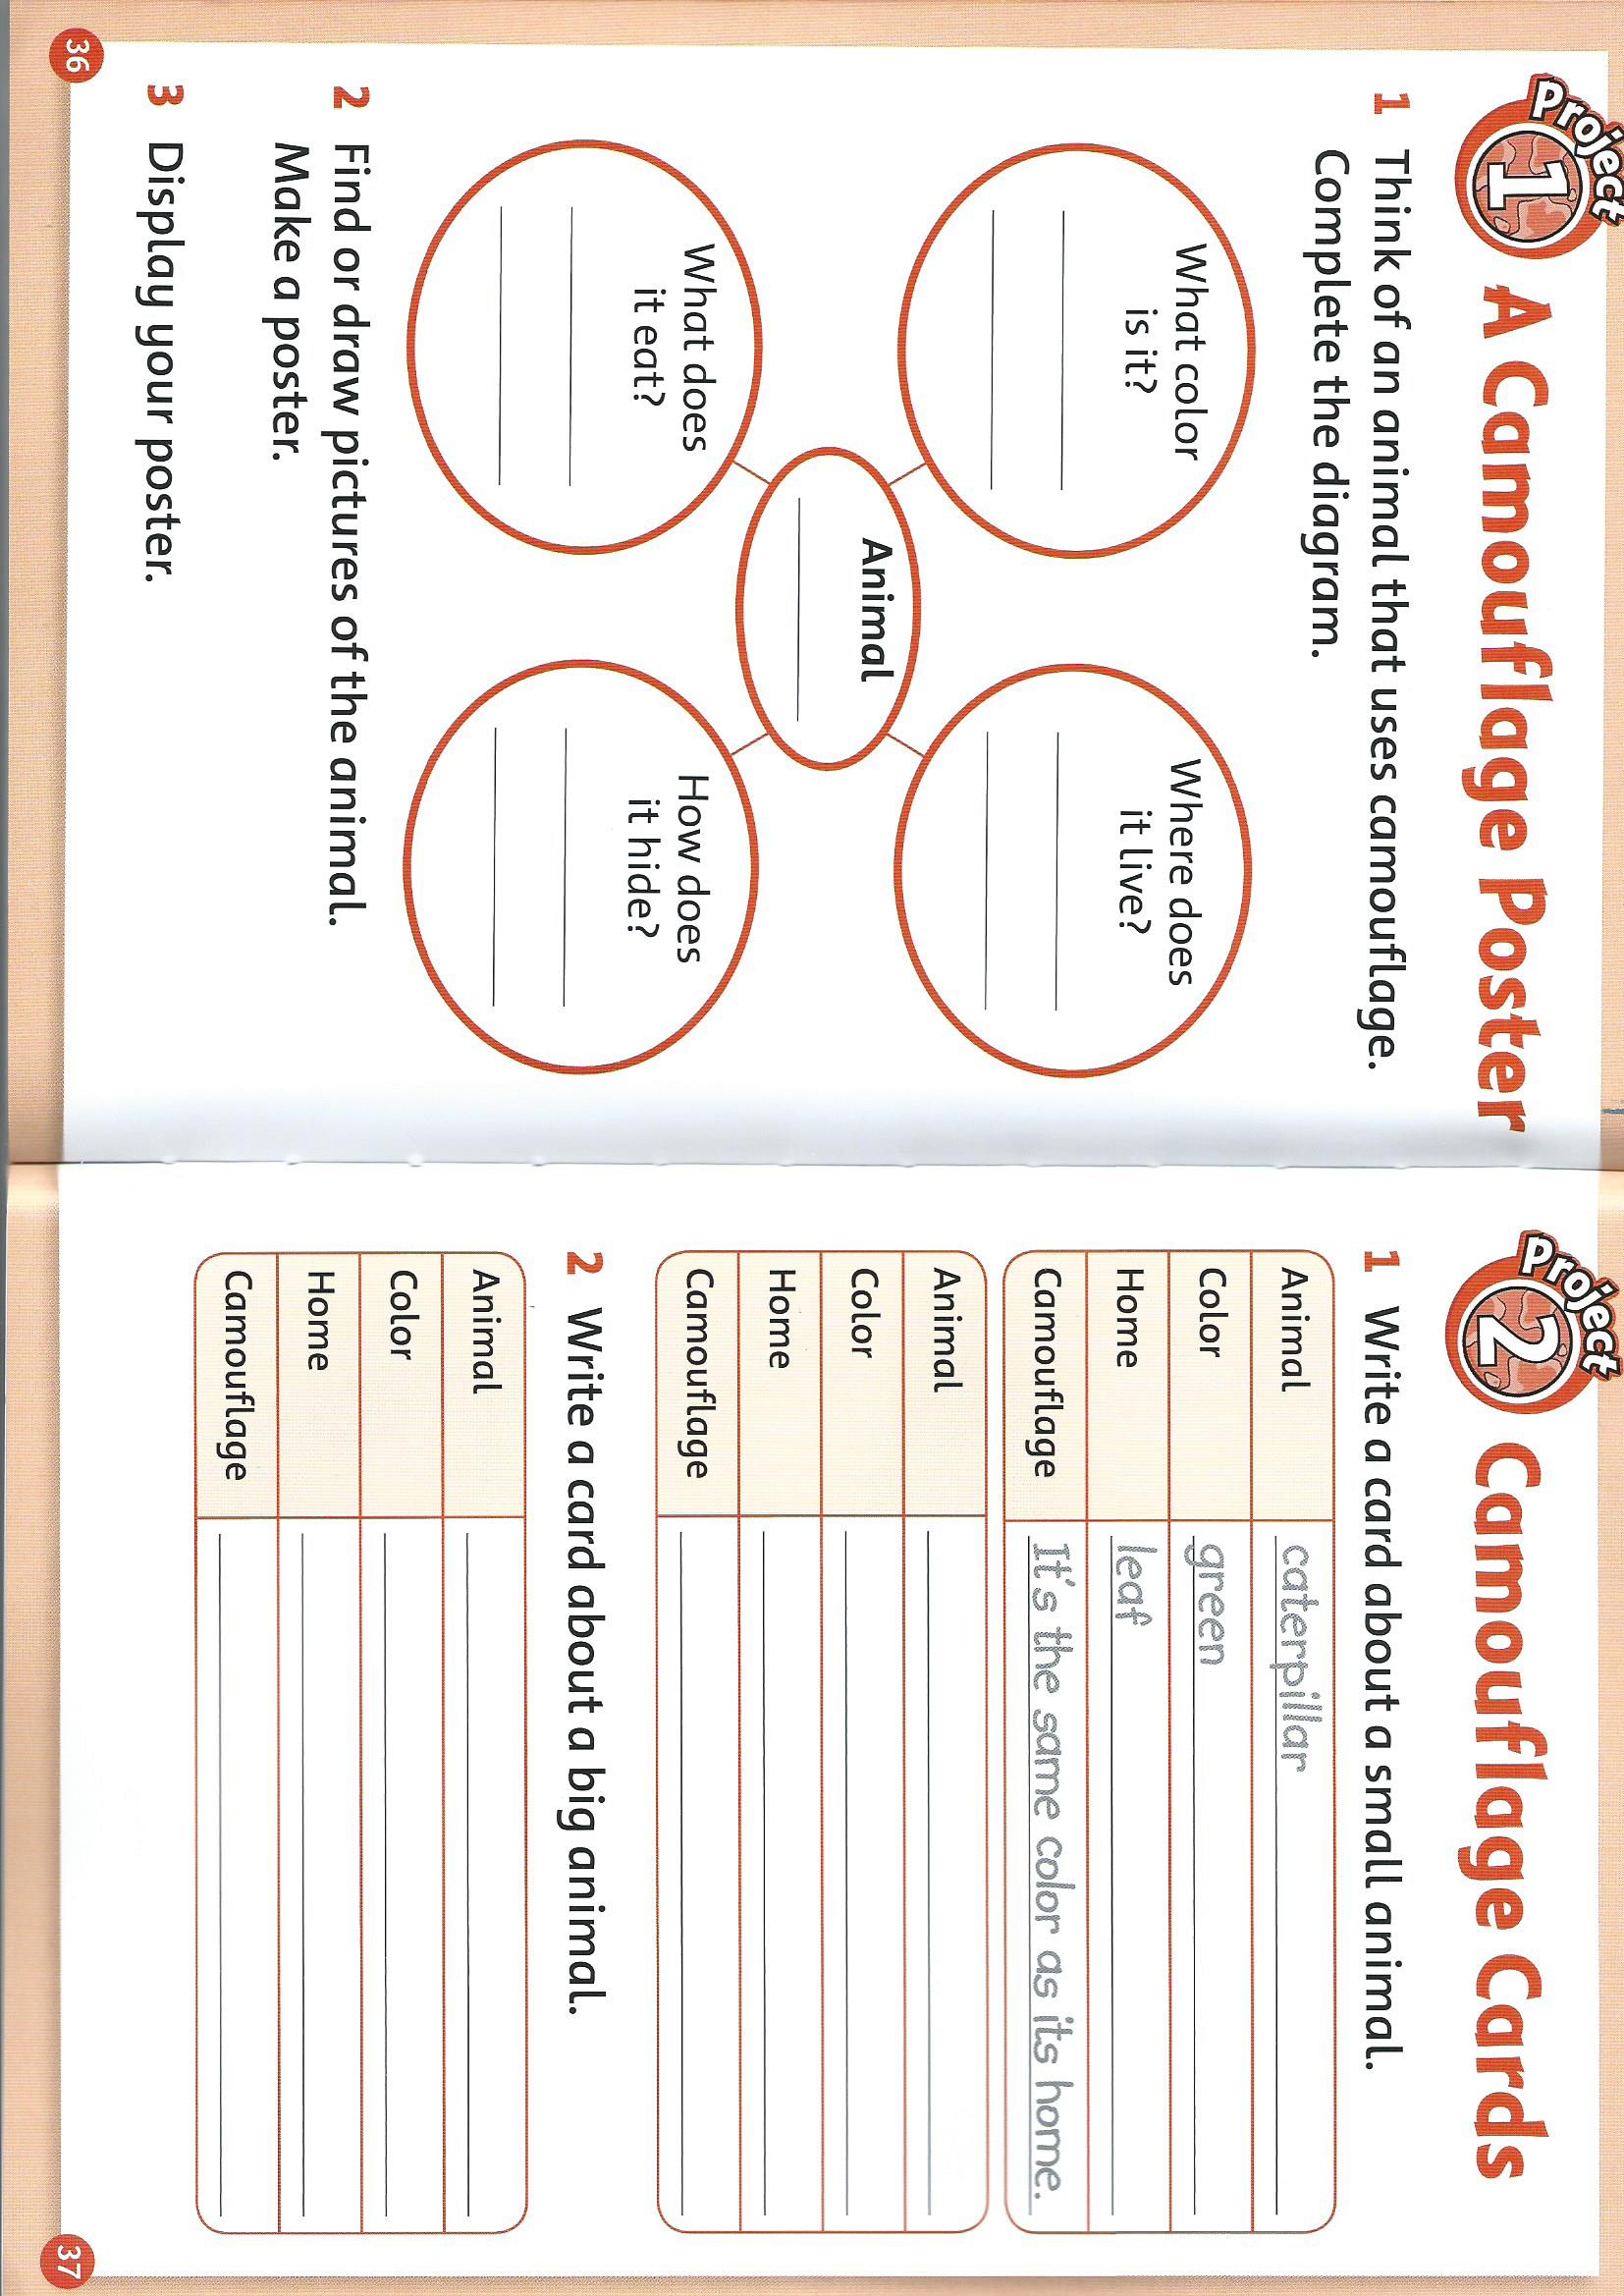 Project 1 A Camouflage Poster
1 Think of an animal that uses camouflage.
Complete the diagram.
What color
is it?
Where does
it live?
Animal
What does
it eat?
How does
it hide?
2 Find or draw pictures of the animal.
Make a poster.
3 Display your poster.
36
Project 2 Camouflage Cards
1 Write a card about a small animal.
Animal caterpillar
Color green
Home leaf
Camouflage It's the same color as its home.
Animal
Color
Home
Camouflage
2 Write a card about a big animal.
Animal
Color
Home
Camouflage
37